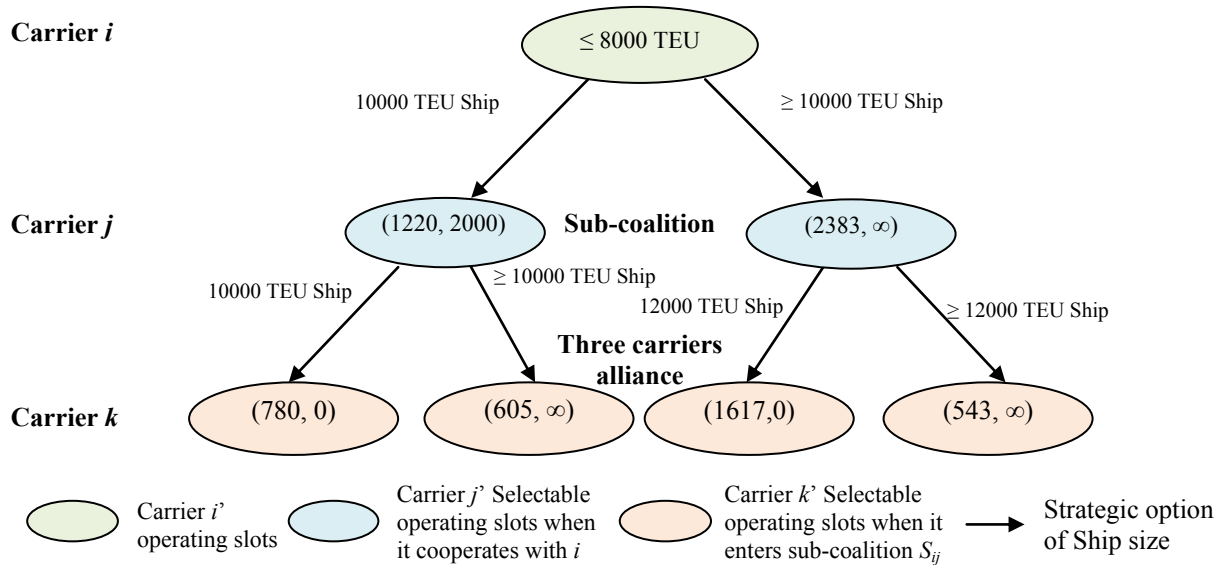 Carrier i
≤ 8000 TEU
10000 TEU Ship
≥ 10000 TEU Ship
Carrier j
(1220, 2000)
Sub-coalition
(2383, ∞)
10000 TEU Ship
≥ 10000 TEU Ship
12000 TEU Ship
≥ 12000 TEU Ship
Three carriers
alliance
Carrier k
(780, 0)
(605, ∞)
(1617,0)
(543, ∞)
Carrier i’
operating slots
Carrier j’ Selectable
operating slots when
it cooperates with i
Carrier k’ Selectable
operating slots when it
enters sub-coalition Sij
Strategic option
of Ship size